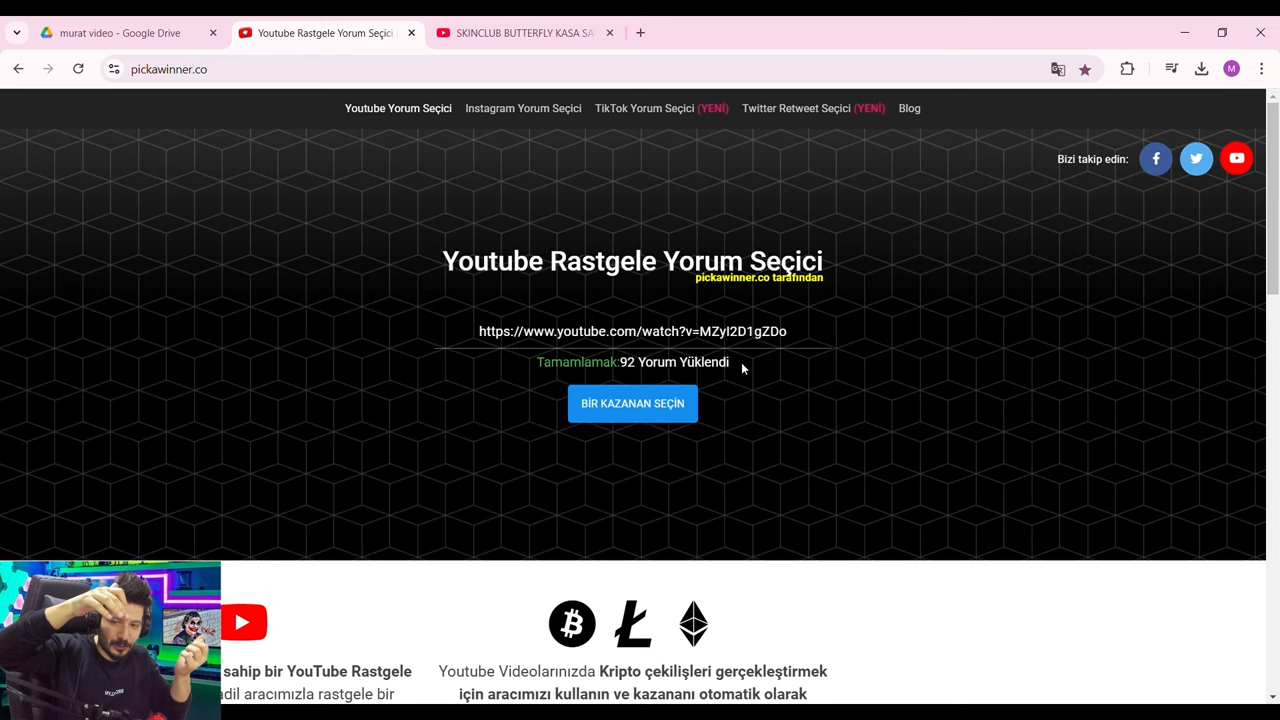 murat video - Google Drive
Youtube Rastgele Yorum Seçici
SKINCLUB BUTTERFLY KASA
pickawinner.co
M
Youtube Yorum Seçici
Instagram Yorum Seçici
TikTok Yorum Seçici (YENİ)
Twitter Retweet Seçici (YENİ)
Blog
Bizi takip edin:
Youtube Rastgele Yorum Seçici
pickawinner.co tarafından
https://www.youtube.com/watch?v=MZyI2D1gZDo
Tamamlamak:92 Yorum Yüklendi
BİR KAZANAN SEÇİN
sahip bir YouTube Rastgele
adil aracımızla rastgele bir
Youtube Videolarınızda Kripto çekilişleri gerçekleştirmek
için aracımızı kullanın ve kazananı otomatik olarak